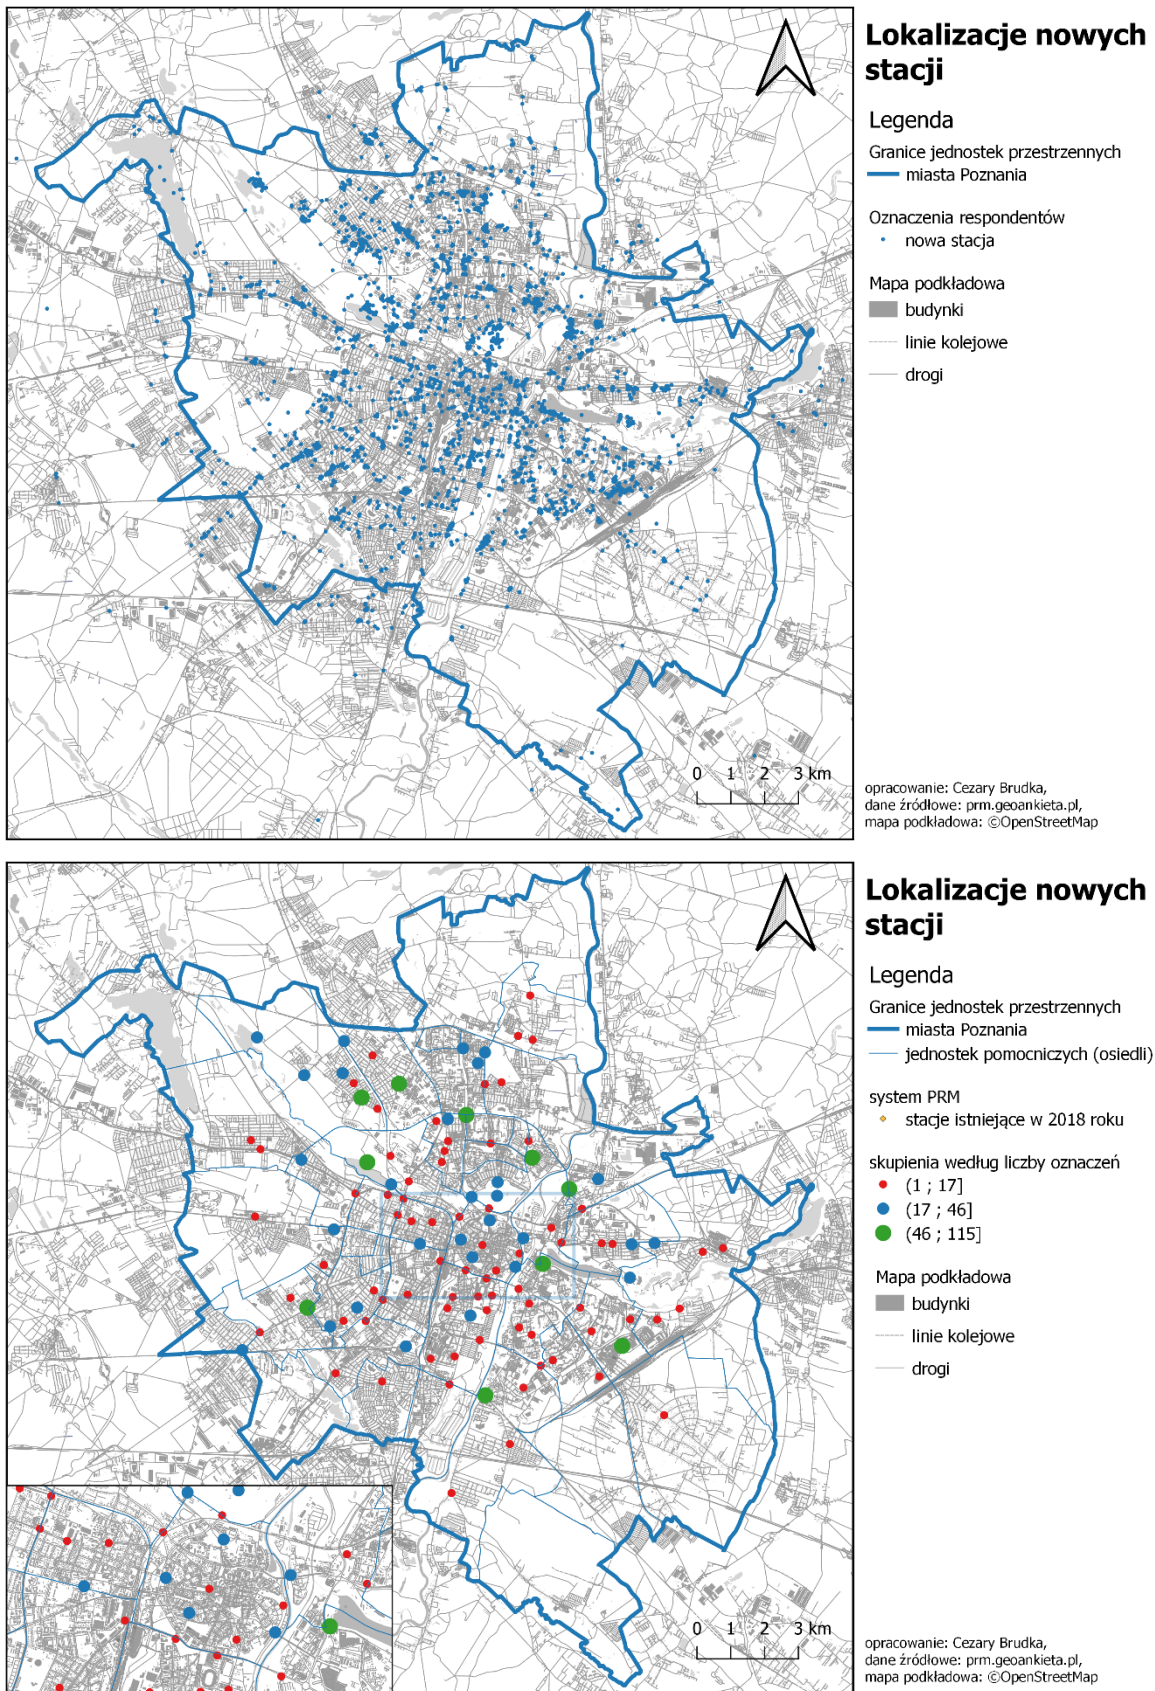 Lokalizacje nowych
stacji
Legenda
Granice jednostek przestrzennych
miasta Poznania
Oznaczenia respondentów
nowa stacja
Mapa podkładowa
budynki
linie kolejowe
drogi
0 1 2 3 km
opracowanie: Cezary Brudka,
dane źródłowe: prm.geoankieta.pl,
mapa podkładowa: ©OpenStreetMap
Lokalizacje nowych
stacji
Legenda
Granice jednostek przestrzennych
miasta Poznania
jednostek pomocniczych (osiedli)
system PRM
stacje istniejące w 2018 roku
skupienia według liczby oznaczeń
(1 ; 17]
(17 ; 46]
(46 ; 115]
Mapa podkładowa
budynki
linie kolejowe
drogi
0 1 2 3 km
opracowanie: Cezary Brudka,
dane źródłowe: prm.geoankieta.pl,
mapa podkładowa: ©OpenStreetMap